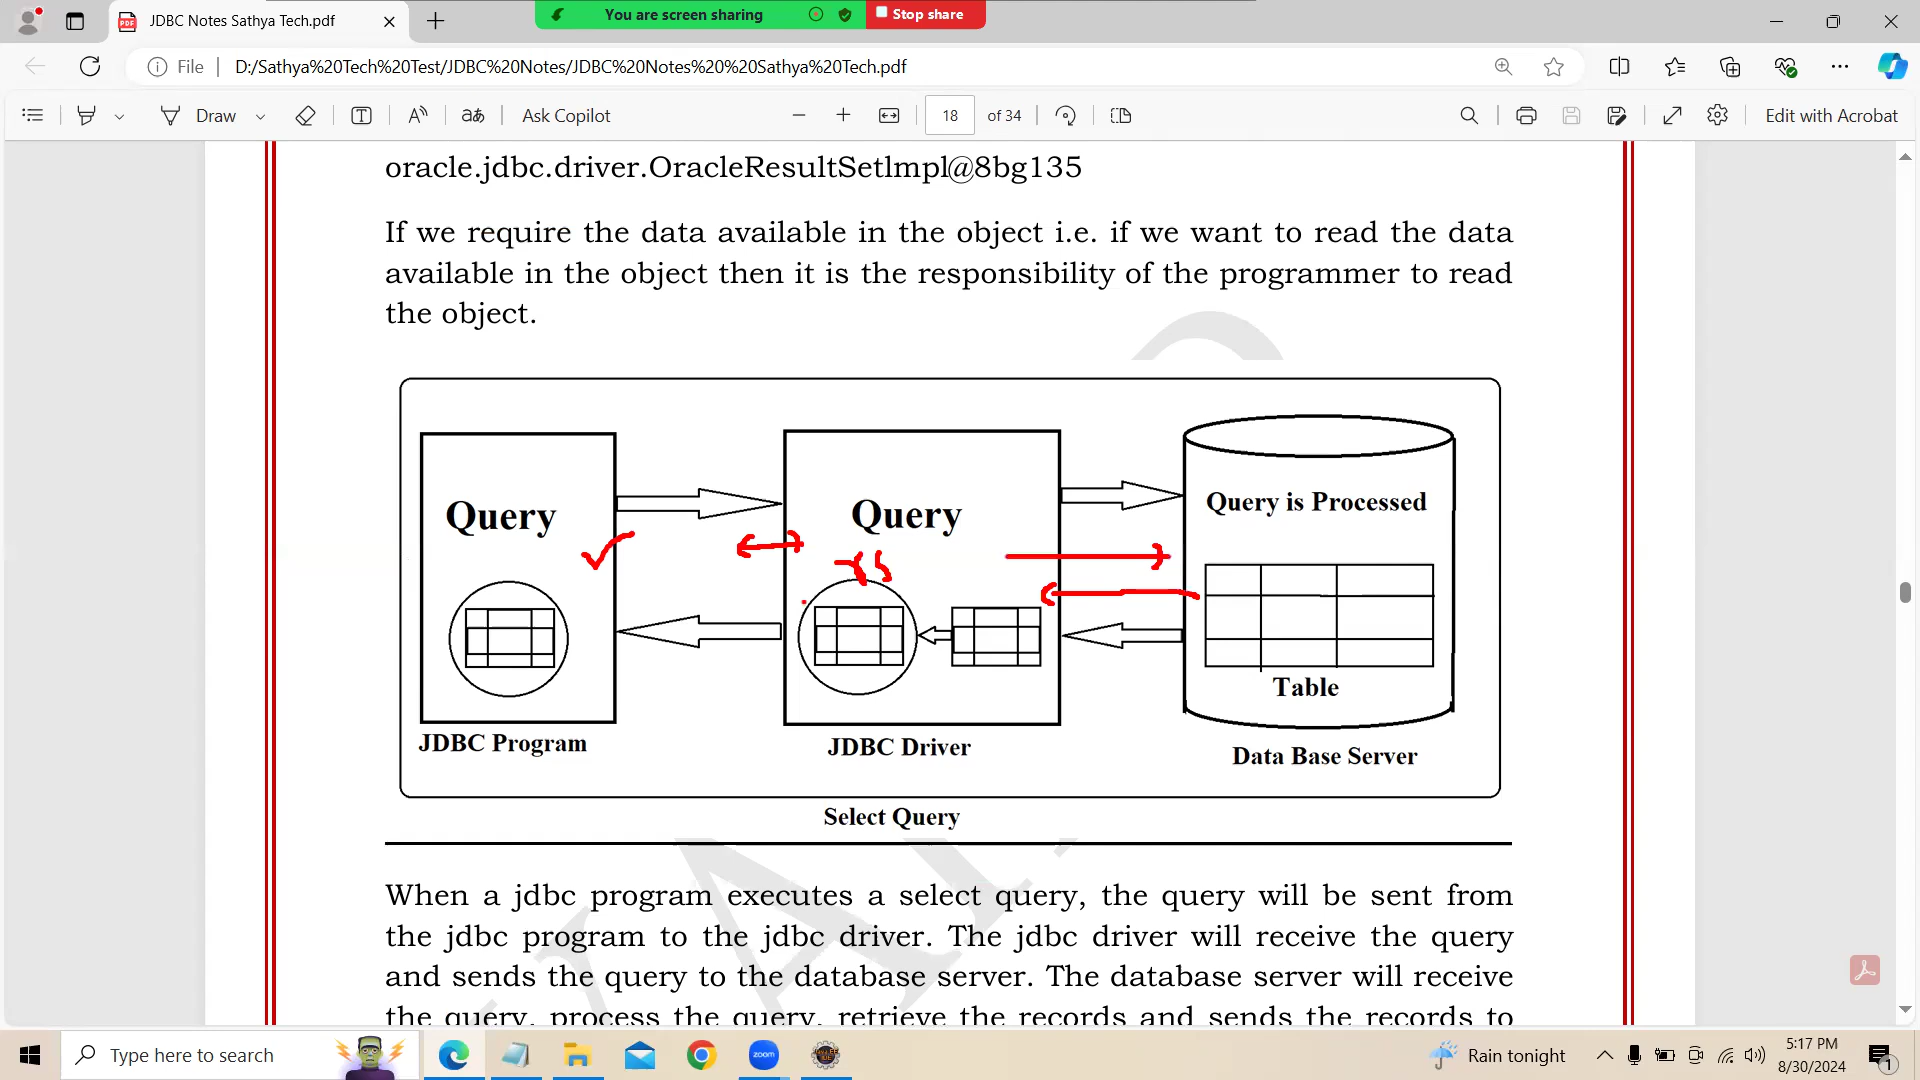 JDBC Notes Sathya Tech.pdf
You are screen sharing
Stop share
File
D:/Sathya%20Tech%20Test/JDBC%20Notes/JDBC%20Notes%20%20Sathya%20Tech.pdf
Draw
Ask Copilot
18
of 34
Edit with Acrobat
oracle.jdbc.driver.OracleResultSetlmpl@8bg135
If we require the data available in the object i.e. if we want to read the data
available in the object then it is the responsibility of the programmer to read
the object.
Query
Query
Query is Processed
Table
JDBC Program
JDBC Driver
Data Base Server
Select Query
When a jdbc program executes a select query, the query will be sent from
the jdbc program to the jdbc driver. The jdbc driver will receive the query
and sends the query to the database server. The database server will receive
the query, process the query, retrieve the records and sends the records to
Type here to search
zoom
Rain tonight
5:17 PM
8/30/2024
1